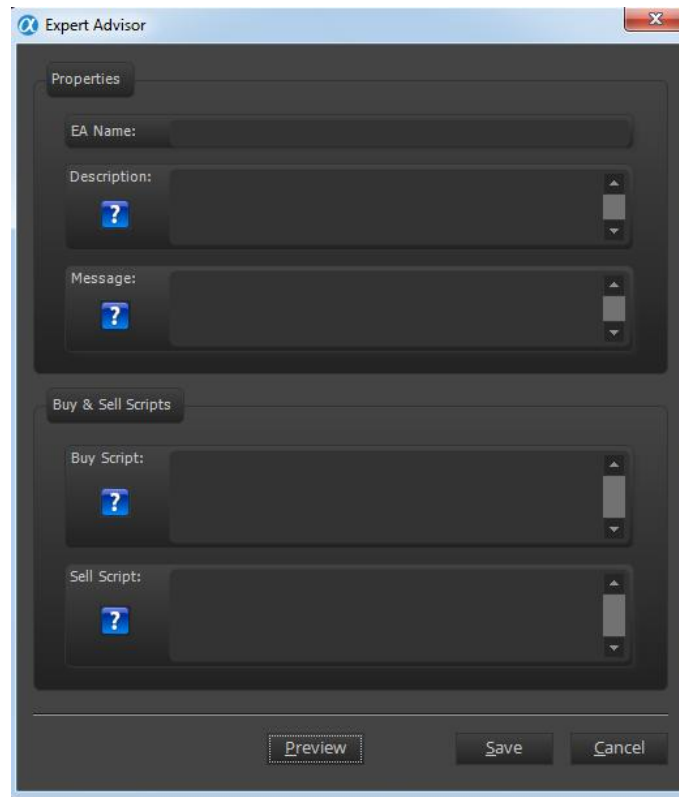 Expert Advisor
Properties
EA Name:
Description:
?
Message:
?
Buy & Sell Scripts
Buy Script:
?
Sell Script:
?
Preview Save Cancel